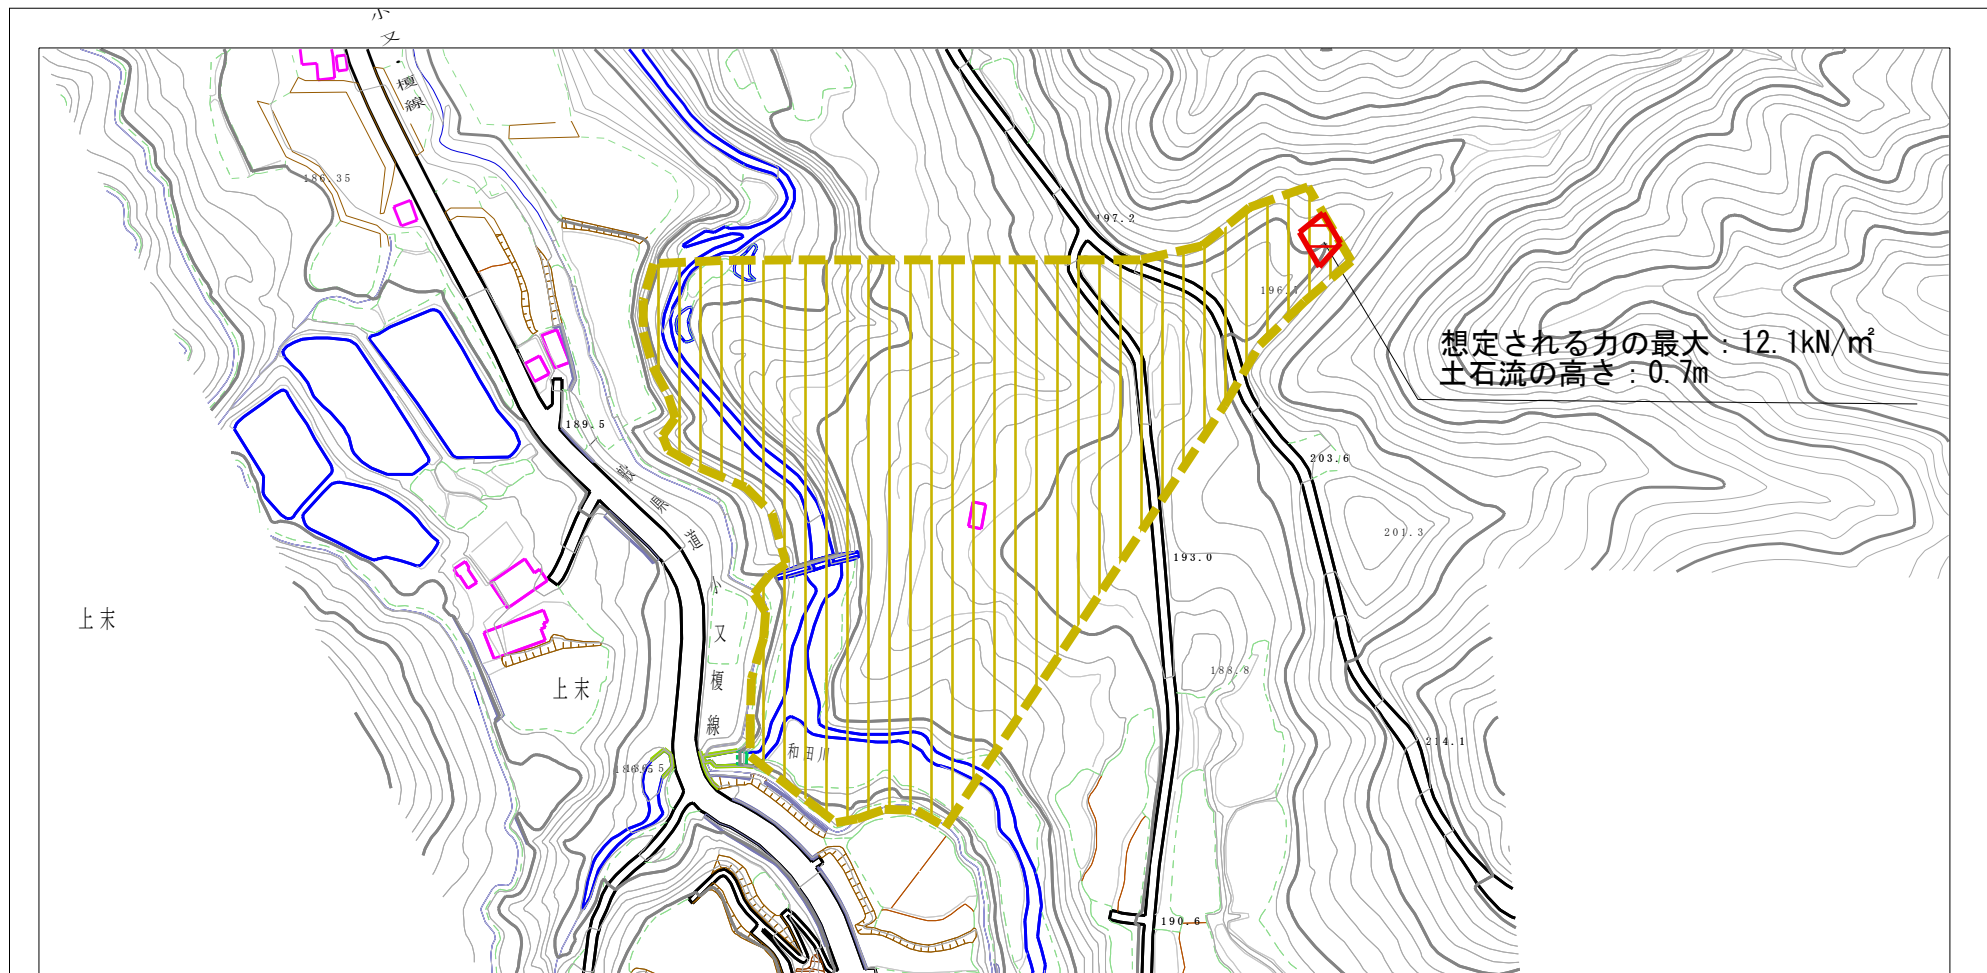 小又・榎線
186.35
197.2
196.1
想定される力の最大：12.1kN/㎡
土石流の高さ：0.7m
189.5
203.6
201.3
193.0
県道
小又榎線
上末
上末
188.8
和田川
214.1
190.6